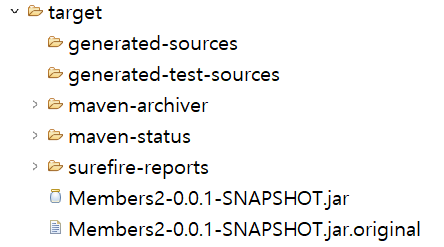 target
generated-sources
generated-test-sources
maven-archiver
maven-status
surefire-reports
Members2-0.0.1-SNAPSHOT.jar
Members2-0.0.1-SNAPSHOT.jar.original